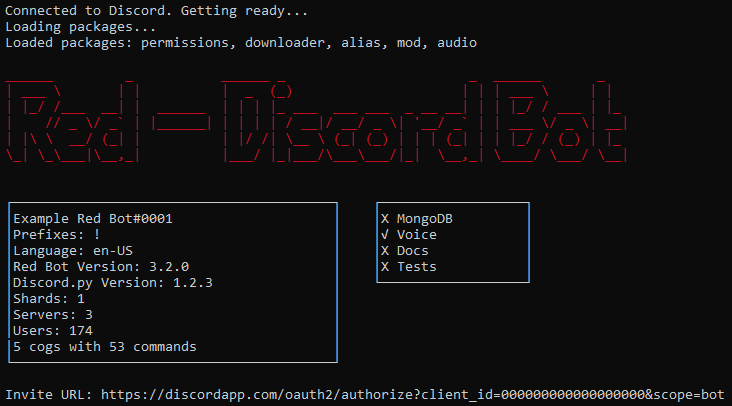 Connected to Discord. Getting ready...
Loading packages...
Loaded packages: permissions, downloader, alias, mod, audio
Red - DiscordBot
Example Red Bot#0001
Prefixes: !
Language: en-US
Red Bot Version: 3.2.0
Discord.py Version: 1.2.3
Shards: 1
Servers: 3
Users: 174
5 cogs with 53 commands
X MongoDB
√ Voice
X Docs
X Tests
Invite URL: https://discordapp.com/oauth2/authorize?client_id=000000000000000000&scope=bot